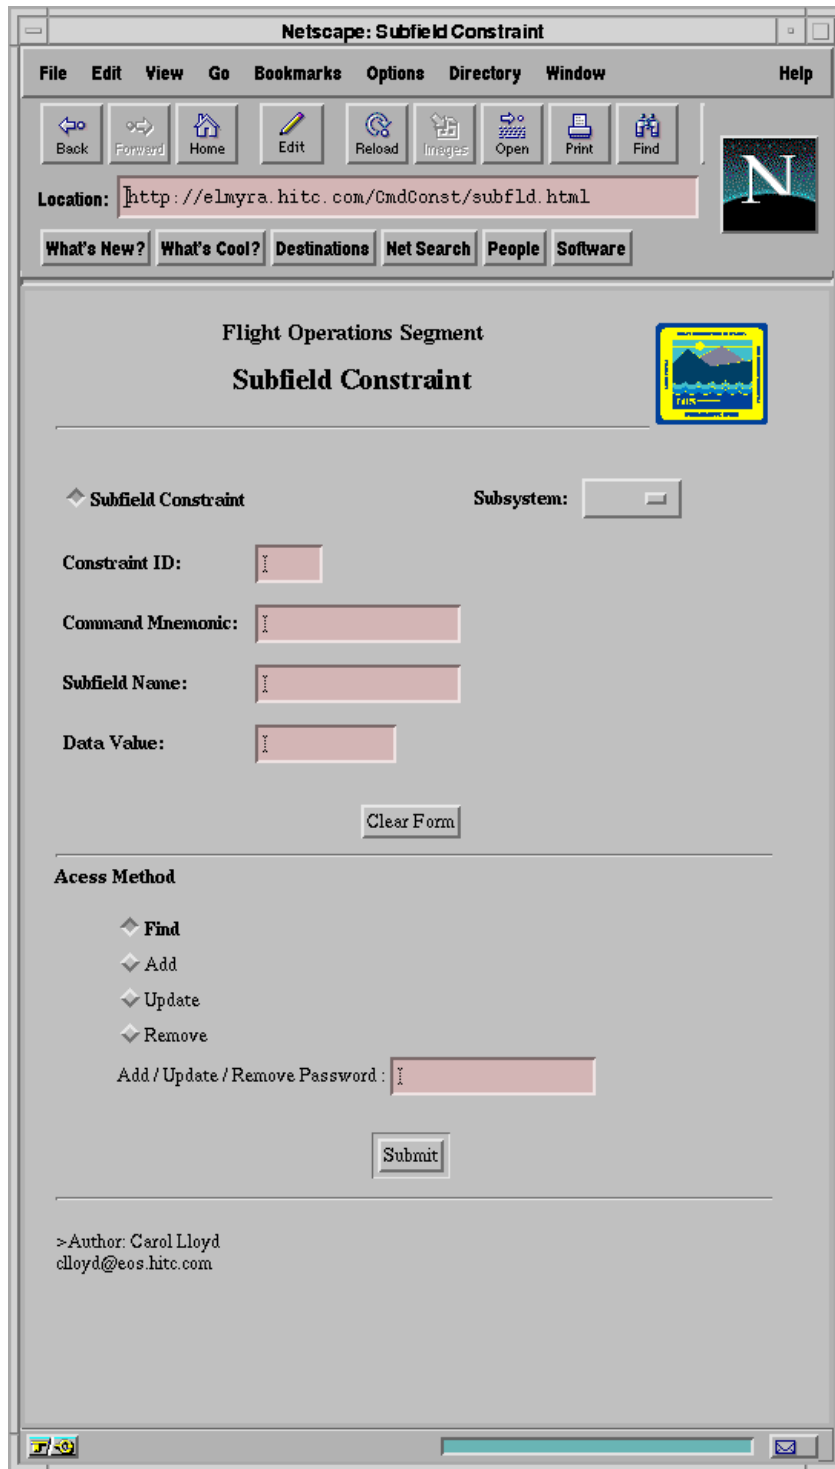 Netscape: Subfield Constraint
File Edit View Go Bookmarks Options Directory Window Help
Back Forward Home Edit Reload Images Open Print Find
N
Location: http://elmyra.hitc.com/CmdConst/subfld.html
What's New? What's Cool? Destinations Net Search People Software
Flight Operations Segment
Subfield Constraint
Subfield Constraint Subsystem:
Constraint ID:
Command Mnemonic:
Subfield Name:
Data Value:
Clear Form
Acess Method
Find
Add
Update
Remove
Add / Update / Remove Password :
Submit
>Author: Carol Lloyd
clloyd@eos.hitc.com